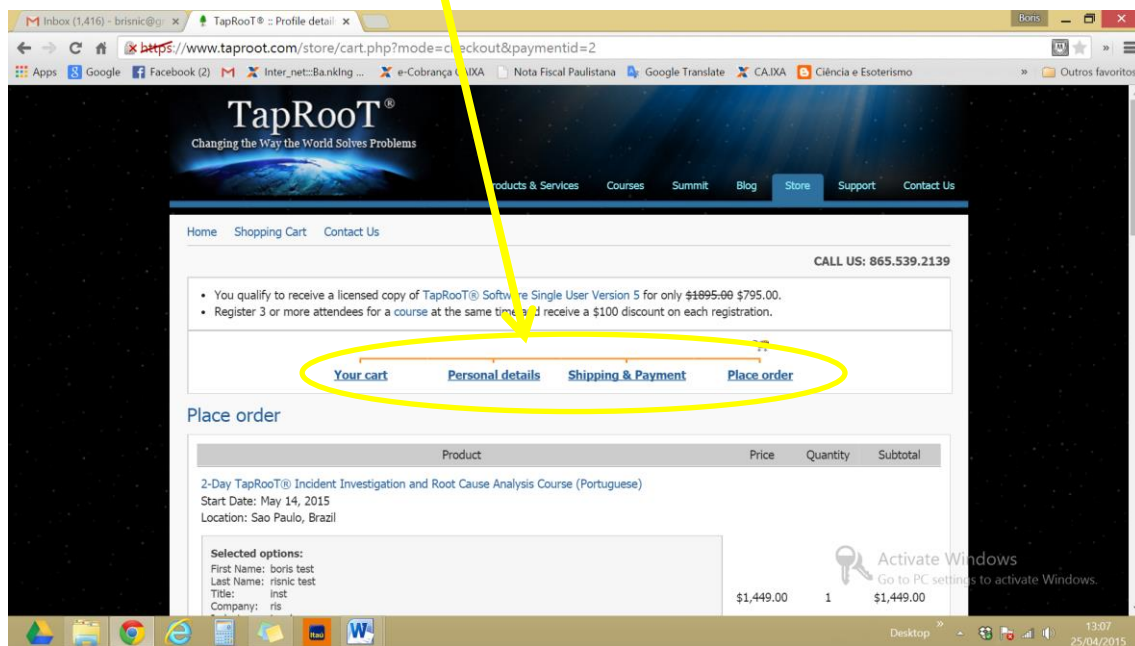 Inbox (1,416) - brisnic@gr
TapRooT® :: Profile detail
Boris
https://www.taproot.com/store/cart.php?mode=checkout&paymentid=2
Apps Google Facebook (2) Inter_net:::Ba.nkIng ... e-Cobrança CAIXA Nota Fiscal Paulistana Google Translate CA.IXA Ciência e Esoterismo » Outros favoritos
TapRooT®
Changing the Way the World Solves Problems
Products & Services Courses Summit Blog Store Support Contact Us
Home Shopping Cart Contact Us
CALL US: 865.539.2139
• You qualify to receive a licensed copy of TapRooT® Software Single User Version 5 for only $1895.00 $795.00.
• Register 3 or more attendees for a course at the same time and receive a $100 discount on each registration.
Your cart Personal details Shipping & Payment Place order
Place order
Product Price Quantity Subtotal
2-Day TapRooT® Incident Investigation and Root Cause Analysis Course (Portuguese)
Start Date: May 14, 2015
Location: Sao Paulo, Brazil
Selected options:
First Name: boris test
Last Name: risnic test
Title: inst
Company: ris
$1,449.00 1 $1,449.00
Activate Windows
Go to PC settings to activate Windows.
Itaú
Desktop »
13:07
25/04/2015